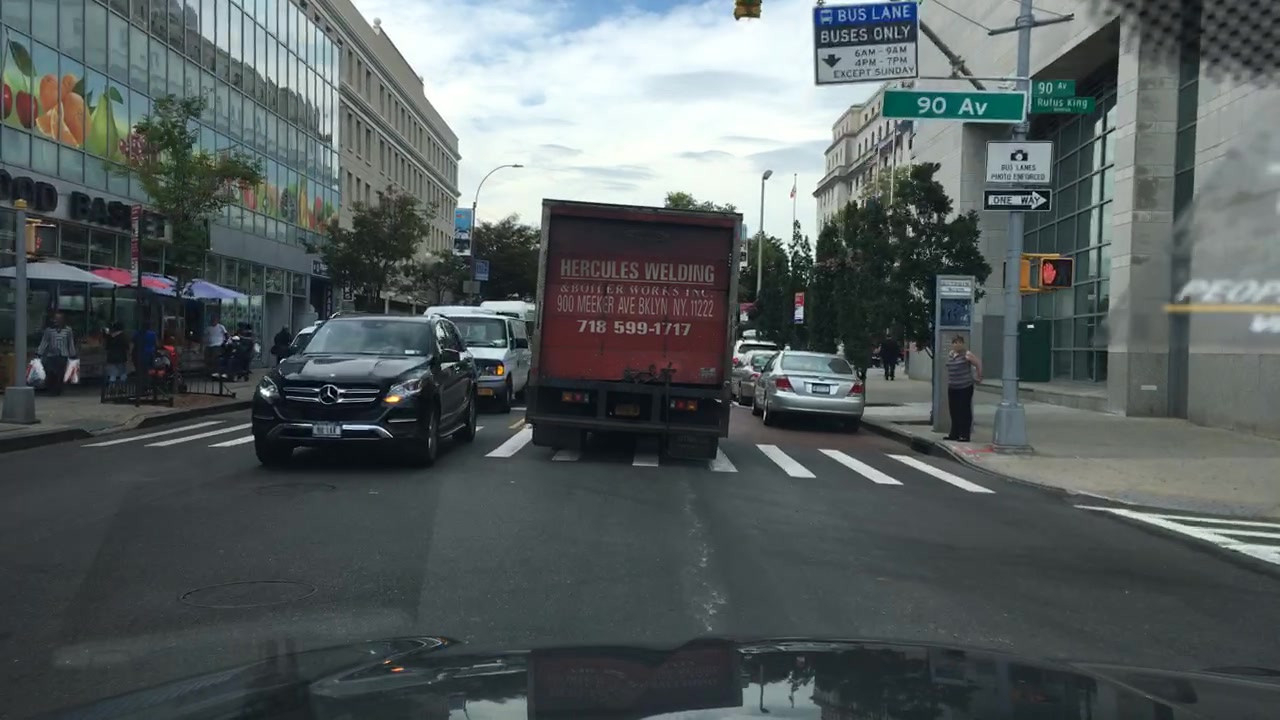 BUS LANE
BUSES ONLY
6AM - 9AM
4PM - 7PM
EXCEPT SUNDAY
90 Av
90 Av
Rufus King
BUS LANES
PHOTO ENFORCED
ONE WAY
HERCULES WELDING
& BOILER WORKS INC.
900 MEEKER AVE BKLYN NY. 11222
718 599-1717